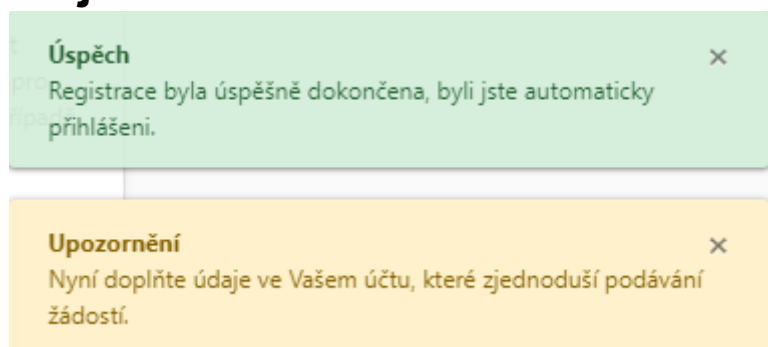 Úspěch
Registrace byla úspěšně dokončena, byli jste automaticky
přihlášeni.
Upozornění
Nyní doplňte údaje ve Vašem účtu, které zjednoduší podávání
žádostí.